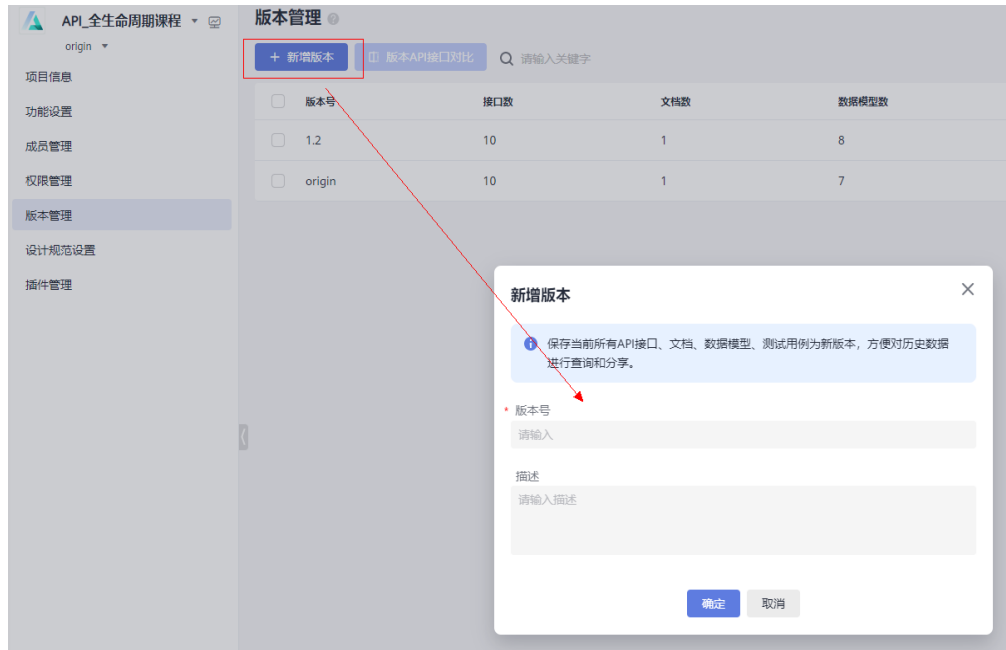 API_全生命周期课程
origin
项目信息
功能设置
成员管理
权限管理
版本管理
设计规范设置
插件管理
版本管理
+ 新增版本
版本API接口对比
请输入关键字
版本号 接口数 文档数 数据模型数
1.2 10 1 8
origin 10 1 7
新增版本
保存当前所有API接口、文档、数据模型、测试用例为新版本，方便对历史数据
进行查询和分享。
* 版本号
请输入
描述
请输入描述
确定 取消